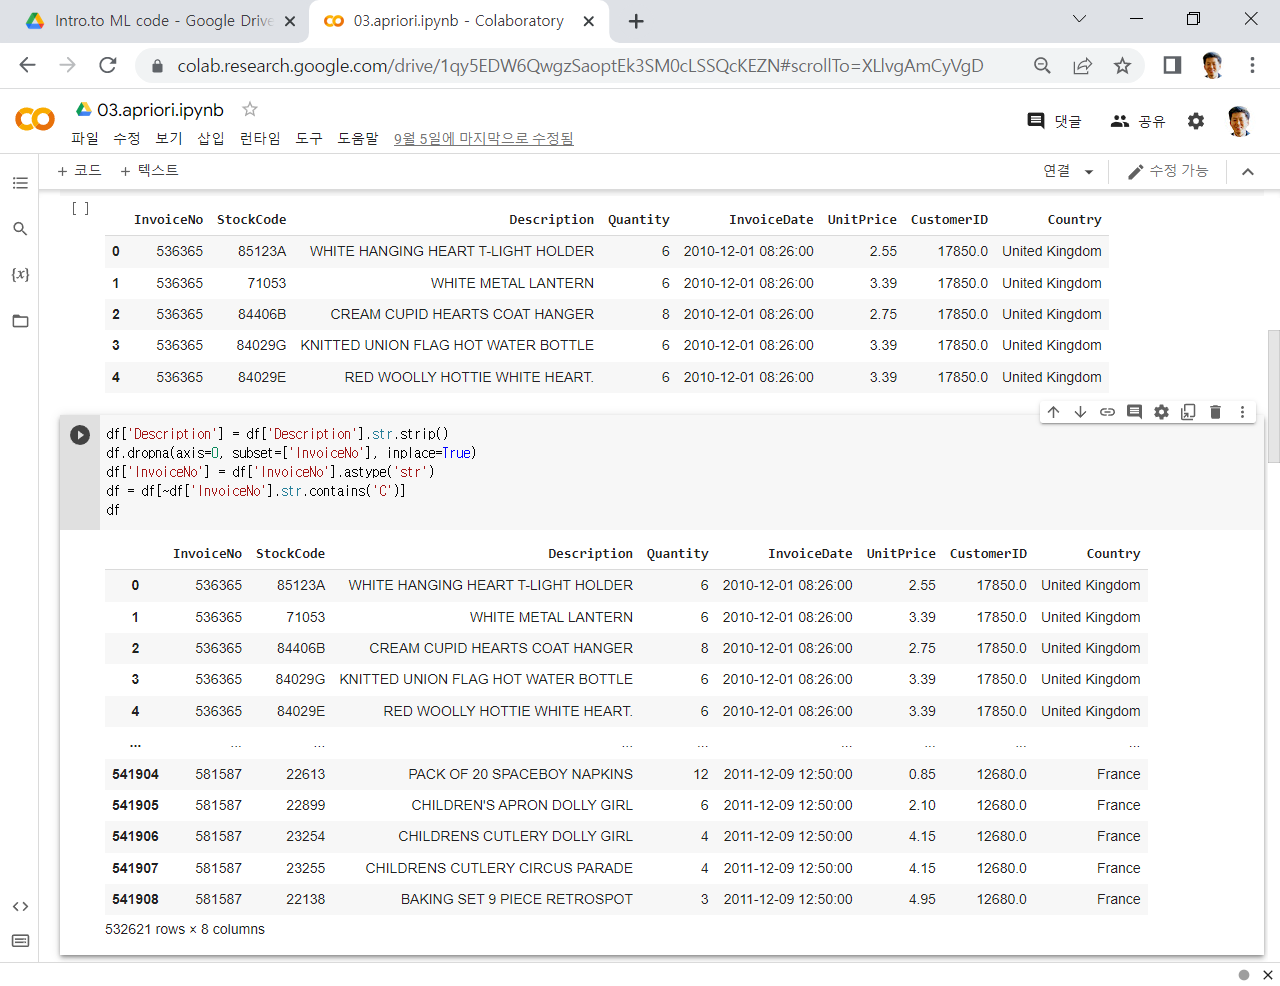 Intro.to ML code - Google Drive
03.apriori.ipynb - Colaboratory
colab.research.google.com/drive/1qy5EDW6QwgzSaoptEk3SM0cLSSQcKEZN#scrollTo=XLlvgAmCyVgD
03.apriori.ipynb
댓글 공유
파일 수정 보기 삽입 런타임 도구 도움말 9월 5일에 마지막으로 수정됨
+ 코드 + 텍스트 연결 수정 가능
[ ]
InvoiceNo StockCode Description Quantity InvoiceDate UnitPrice CustomerID Country
0 536365 85123A WHITE HANGING HEART T-LIGHT HOLDER 6 2010-12-01 08:26:00 2.55 17850.0 United Kingdom
1 536365 71053 WHITE METAL LANTERN 6 2010-12-01 08:26:00 3.39 17850.0 United Kingdom
2 536365 84406B CREAM CUPID HEARTS COAT HANGER 8 2010-12-01 08:26:00 2.75 17850.0 United Kingdom
3 536365 84029G KNITTED UNION FLAG HOT WATER BOTTLE 6 2010-12-01 08:26:00 3.39 17850.0 United Kingdom
4 536365 84029E RED WOOLLY HOTTIE WHITE HEART. 6 2010-12-01 08:26:00 3.39 17850.0 United Kingdom
df['Description'] = df['Description'].str.strip()
df.dropna(axis=0, subset=['InvoiceNo'], inplace=True)
df['InvoiceNo'] = df['InvoiceNo'].astype('str')
df = df[~df['InvoiceNo'].str.contains('C')]
df
InvoiceNo StockCode Description Quantity InvoiceDate UnitPrice CustomerID Country
0 536365 85123A WHITE HANGING HEART T-LIGHT HOLDER 6 2010-12-01 08:26:00 2.55 17850.0 United Kingdom
1 536365 71053 WHITE METAL LANTERN 6 2010-12-01 08:26:00 3.39 17850.0 United Kingdom
2 536365 84406B CREAM CUPID HEARTS COAT HANGER 8 2010-12-01 08:26:00 2.75 17850.0 United Kingdom
3 536365 84029G KNITTED UNION FLAG HOT WATER BOTTLE 6 2010-12-01 08:26:00 3.39 17850.0 United Kingdom
4 536365 84029E RED WOOLLY HOTTIE WHITE HEART. 6 2010-12-01 08:26:00 3.39 17850.0 United Kingdom
... ... ... ... ... ... ... ... ...
541904 581587 22613 PACK OF 20 SPACEBOY NAPKINS 12 2011-12-09 12:50:00 0.85 12680.0 France
541905 581587 22899 CHILDREN'S APRON DOLLY GIRL 6 2011-12-09 12:50:00 2.10 12680.0 France
541906 581587 23254 CHILDRENS CUTLERY DOLLY GIRL 4 2011-12-09 12:50:00 4.15 12680.0 France
541907 581587 23255 CHILDRENS CUTLERY CIRCUS PARADE 4 2011-12-09 12:50:00 4.15 12680.0 France
541908 581587 22138 BAKING SET 9 PIECE RETROSPOT 3 2011-12-09 12:50:00 4.95 12680.0 France
532621 rows × 8 columns